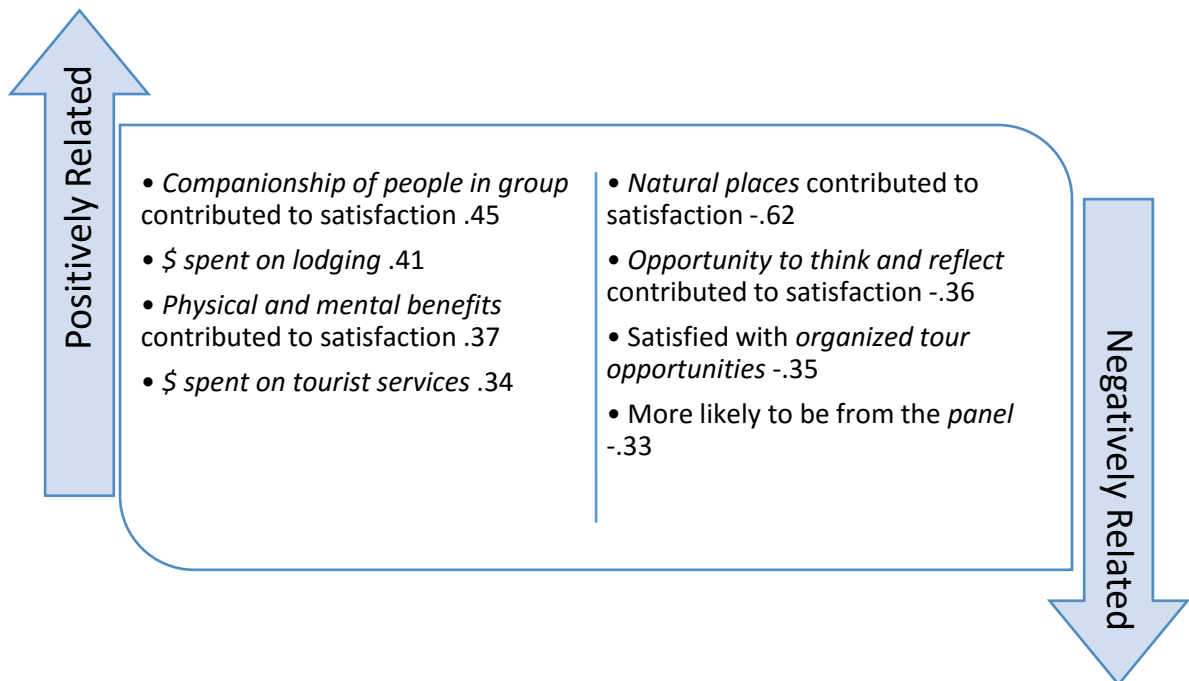 Positively Related
• Companionship of people in group
contributed to satisfaction .45
• $ spent on lodging .41
• Physical and mental benefits
contributed to satisfaction .37
• $ spent on tourist services .34
• Natural places contributed to
satisfaction -.62
• Opportunity to think and reflect
contributed to satisfaction -.36
• Satisfied with organized tour
opportunities -.35
• More likely to be from the panel
-.33
Negatively Related